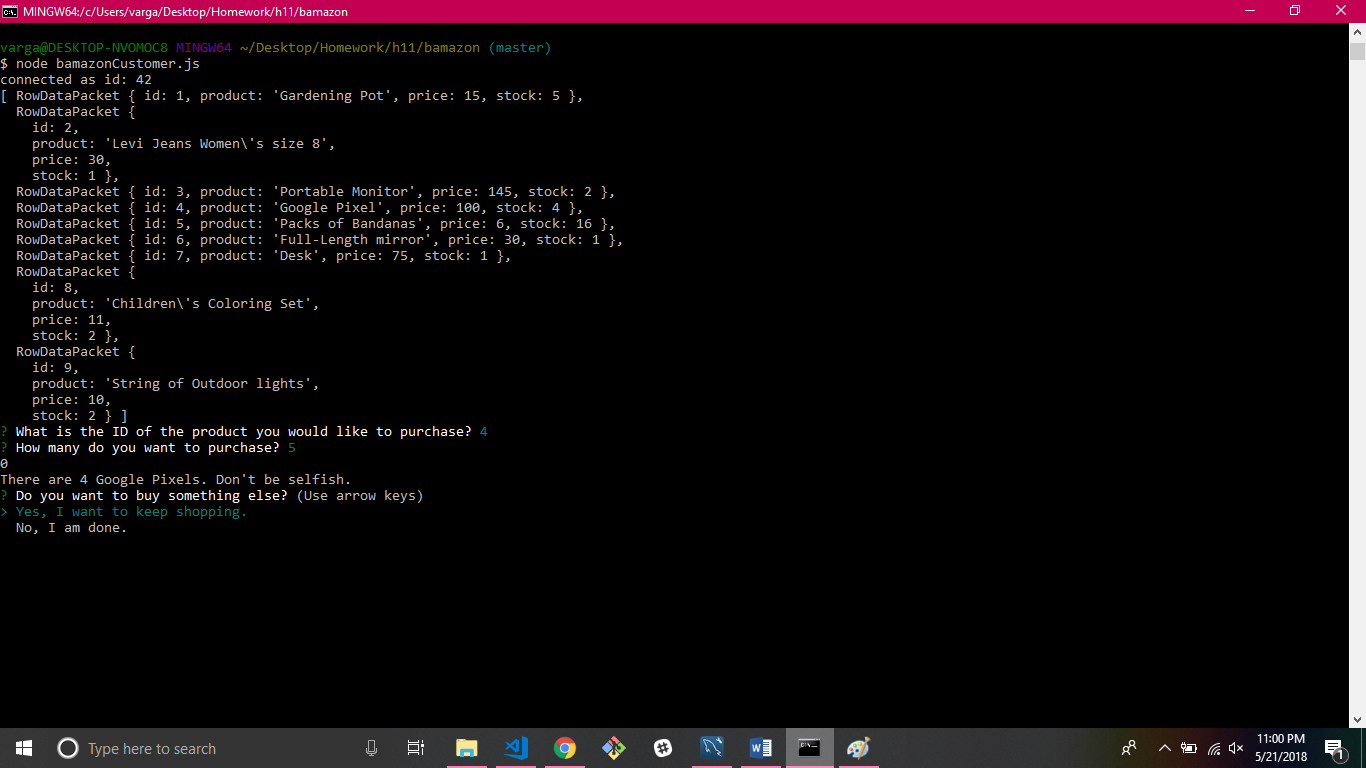 MINGW64:/c/Users/varga/Desktop/Homework/h11/bamazon
varga@DESKTOP-NVOMOC8 MINGW64 ~/Desktop/Homework/h11/bamazon (master)
$ node bamazonCustomer.js
connected as id: 42
[ RowDataPacket { id: 1, product: 'Gardening Pot', price: 15, stock: 5 },
  RowDataPacket {
    id: 2,
    product: 'Levi Jeans Women\'s size 8',
    price: 30,
    stock: 1 },
  RowDataPacket { id: 3, product: 'Portable Monitor', price: 145, stock: 2 },
  RowDataPacket { id: 4, product: 'Google Pixel', price: 100, stock: 4 },
  RowDataPacket { id: 5, product: 'Packs of Bandanas', price: 6, stock: 16 },
  RowDataPacket { id: 6, product: 'Full-Length mirror', price: 30, stock: 1 },
  RowDataPacket { id: 7, product: 'Desk', price: 75, stock: 1 },
  RowDataPacket {
    id: 8,
    product: 'Children\'s Coloring Set',
    price: 11,
    stock: 2 },
  RowDataPacket {
    id: 9,
    product: 'String of Outdoor lights',
    price: 10,
    stock: 2 } ]
? What is the ID of the product you would like to purchase? 4
? How many do you want to purchase? 5
0
There are 4 Google Pixels. Don't be selfish.
? Do you want to buy something else? (Use arrow keys)
> Yes, I want to keep shopping.
  No, I am done.
Type here to search
11:00 PM
5/21/2018
1